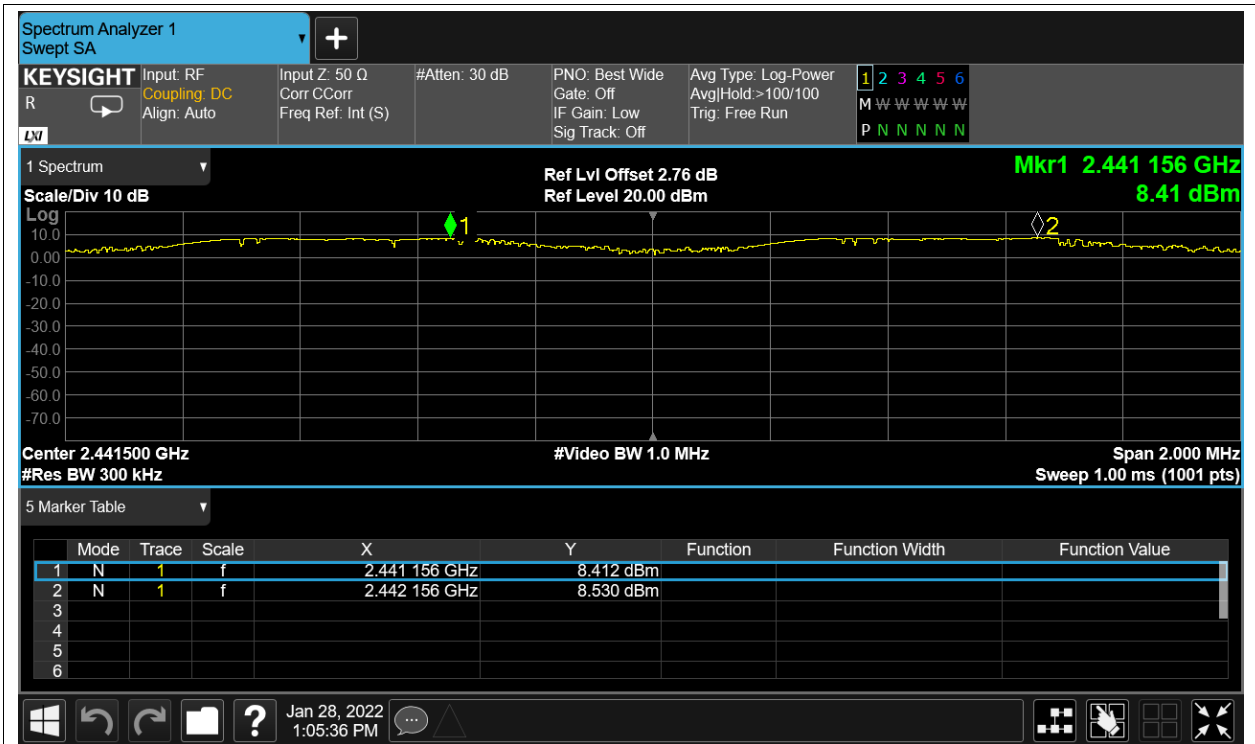 Spectrum Analyzer 1
Swept SA
KEYSIGHT
R
LXI
Input: RF
Coupling: DC
Align: Auto
Input Z: 50 Ω
Corr CCorr
Freq Ref: Int (S)
#Atten: 30 dB
PNO: Best Wide
Gate: Off
IF Gain: Low
Sig Track: Off
Avg Type: Log-Power
Avg|Hold:>100/100
Trig: Free Run
1 2 3 4 5 6
M W W W W W
P N N N N N
1 Spectrum
Scale/Div 10 dB
Ref Lvl Offset 2.76 dB
Ref Level 20.00 dBm
Mkr1 2.441 156 GHz
8.41 dBm
Log
1
2
10.0
0.00
-10.0
-20.0
-30.0
-40.0
-50.0
-60.0
-70.0
Center 2.441500 GHz #Video BW 1.0 MHz Span 2.000 MHz
#Res BW 300 kHz Sweep 1.00 ms (1001 pts)
5 Marker Table
Mode Trace Scale X Y Function Function Width Function Value
1 N 1 f 2.441 156 GHz 8.412 dBm
2 N 1 f 2.442 156 GHz 8.530 dBm
3
4
5
6
?
Jan 28, 2022
1:05:36 PM